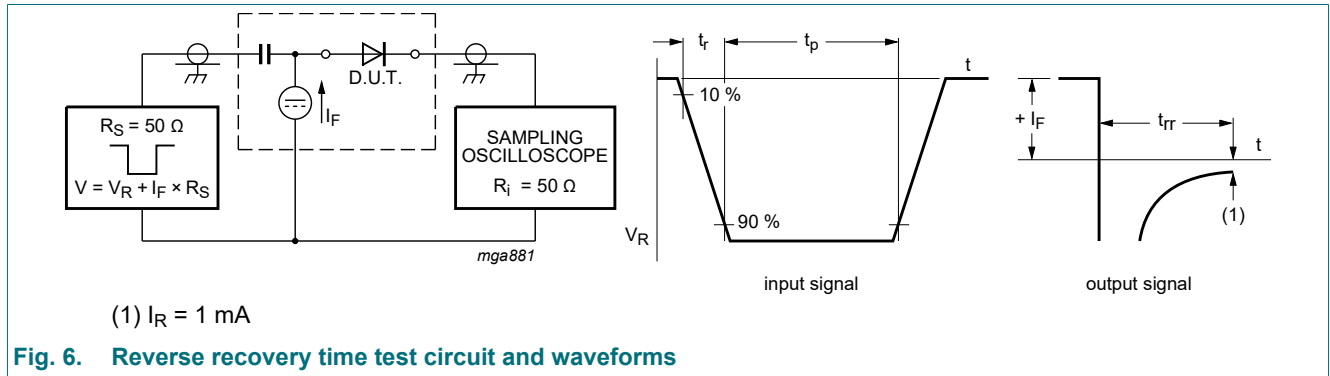 D.U.T.
I_F
R_S = 50 Ω
V = V_R + I_F × R_S
SAMPLING
OSCILLOSCOPE
R_i = 50 Ω
mga881
t_r
t_p
t
10 %
90 %
V_R
input signal
+ I_F
t_rr
t
(1)
output signal
(1) I_R = 1 mA
Fig. 6. Reverse recovery time test circuit and waveforms